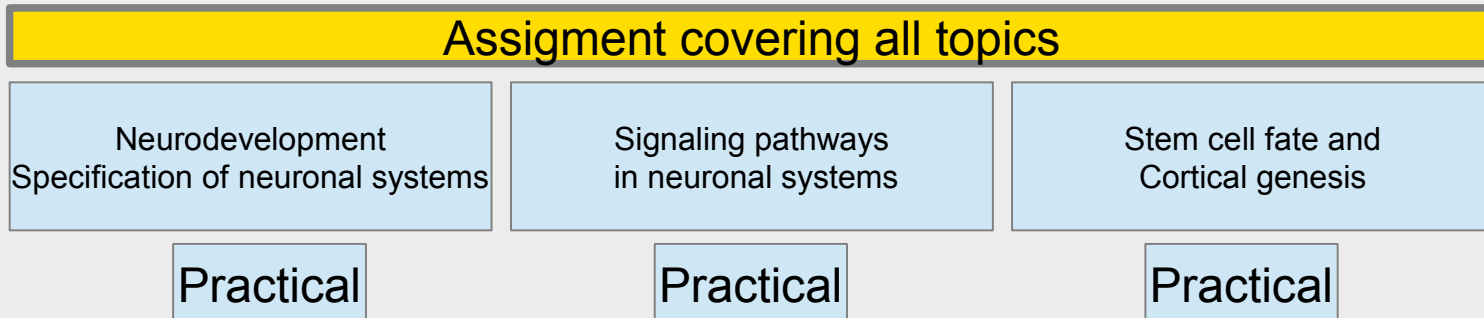 Assigment covering all topics
Neurodevelopment
Specification of neuronal systems
Signaling pathways
in neuronal systems
Stem cell fate and
Cortical genesis
Practical
Practical
Practical